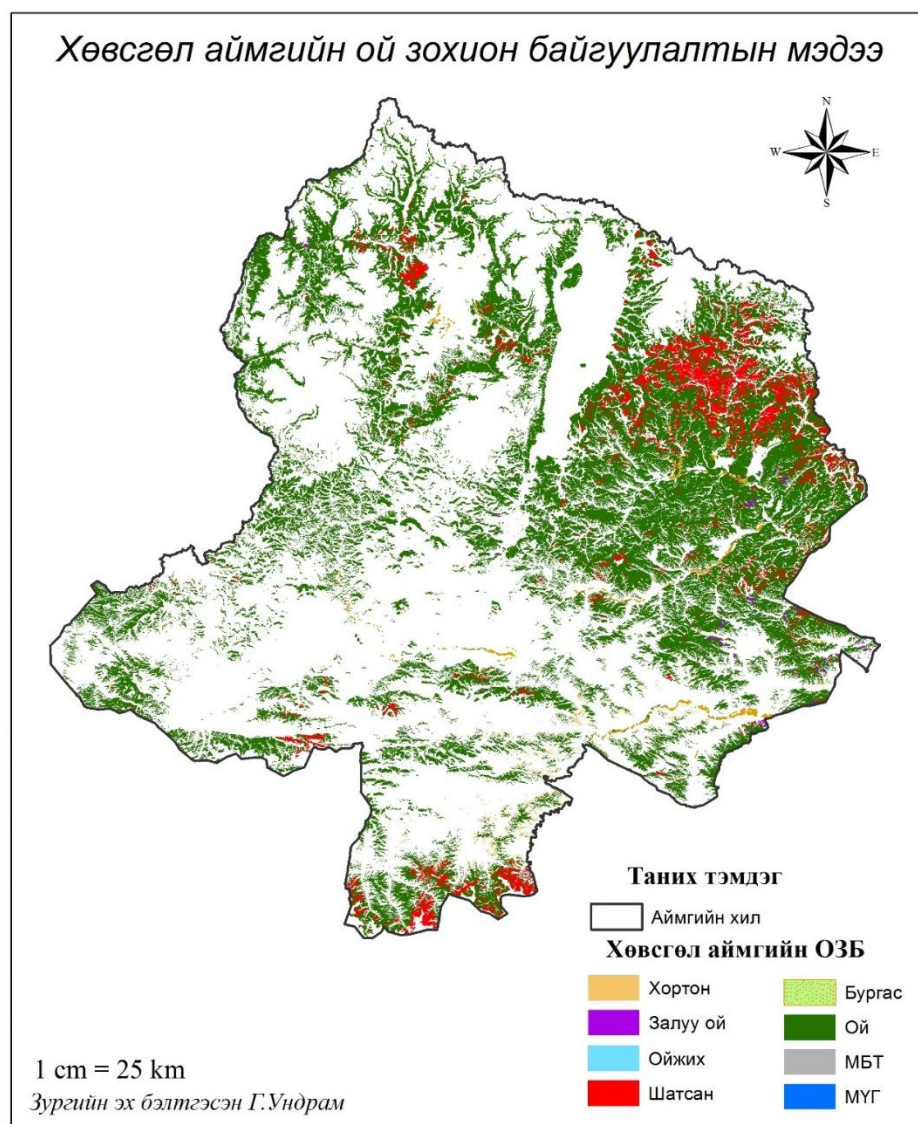 Хөвсгөл аймгийн ой зохион байгуулалтын мэдээ
N
W E
S
Таних тэмдэг
Аймгийн хил
Хөвсгөл аймгийн ОЗБ
Хортон
Залуу ой
Ойжих
Шатсан
Бургас
Ой
МБТ
МҮГ
1 cm = 25 km
Зургийн эх бэлтгэсэн Г.Ундрам